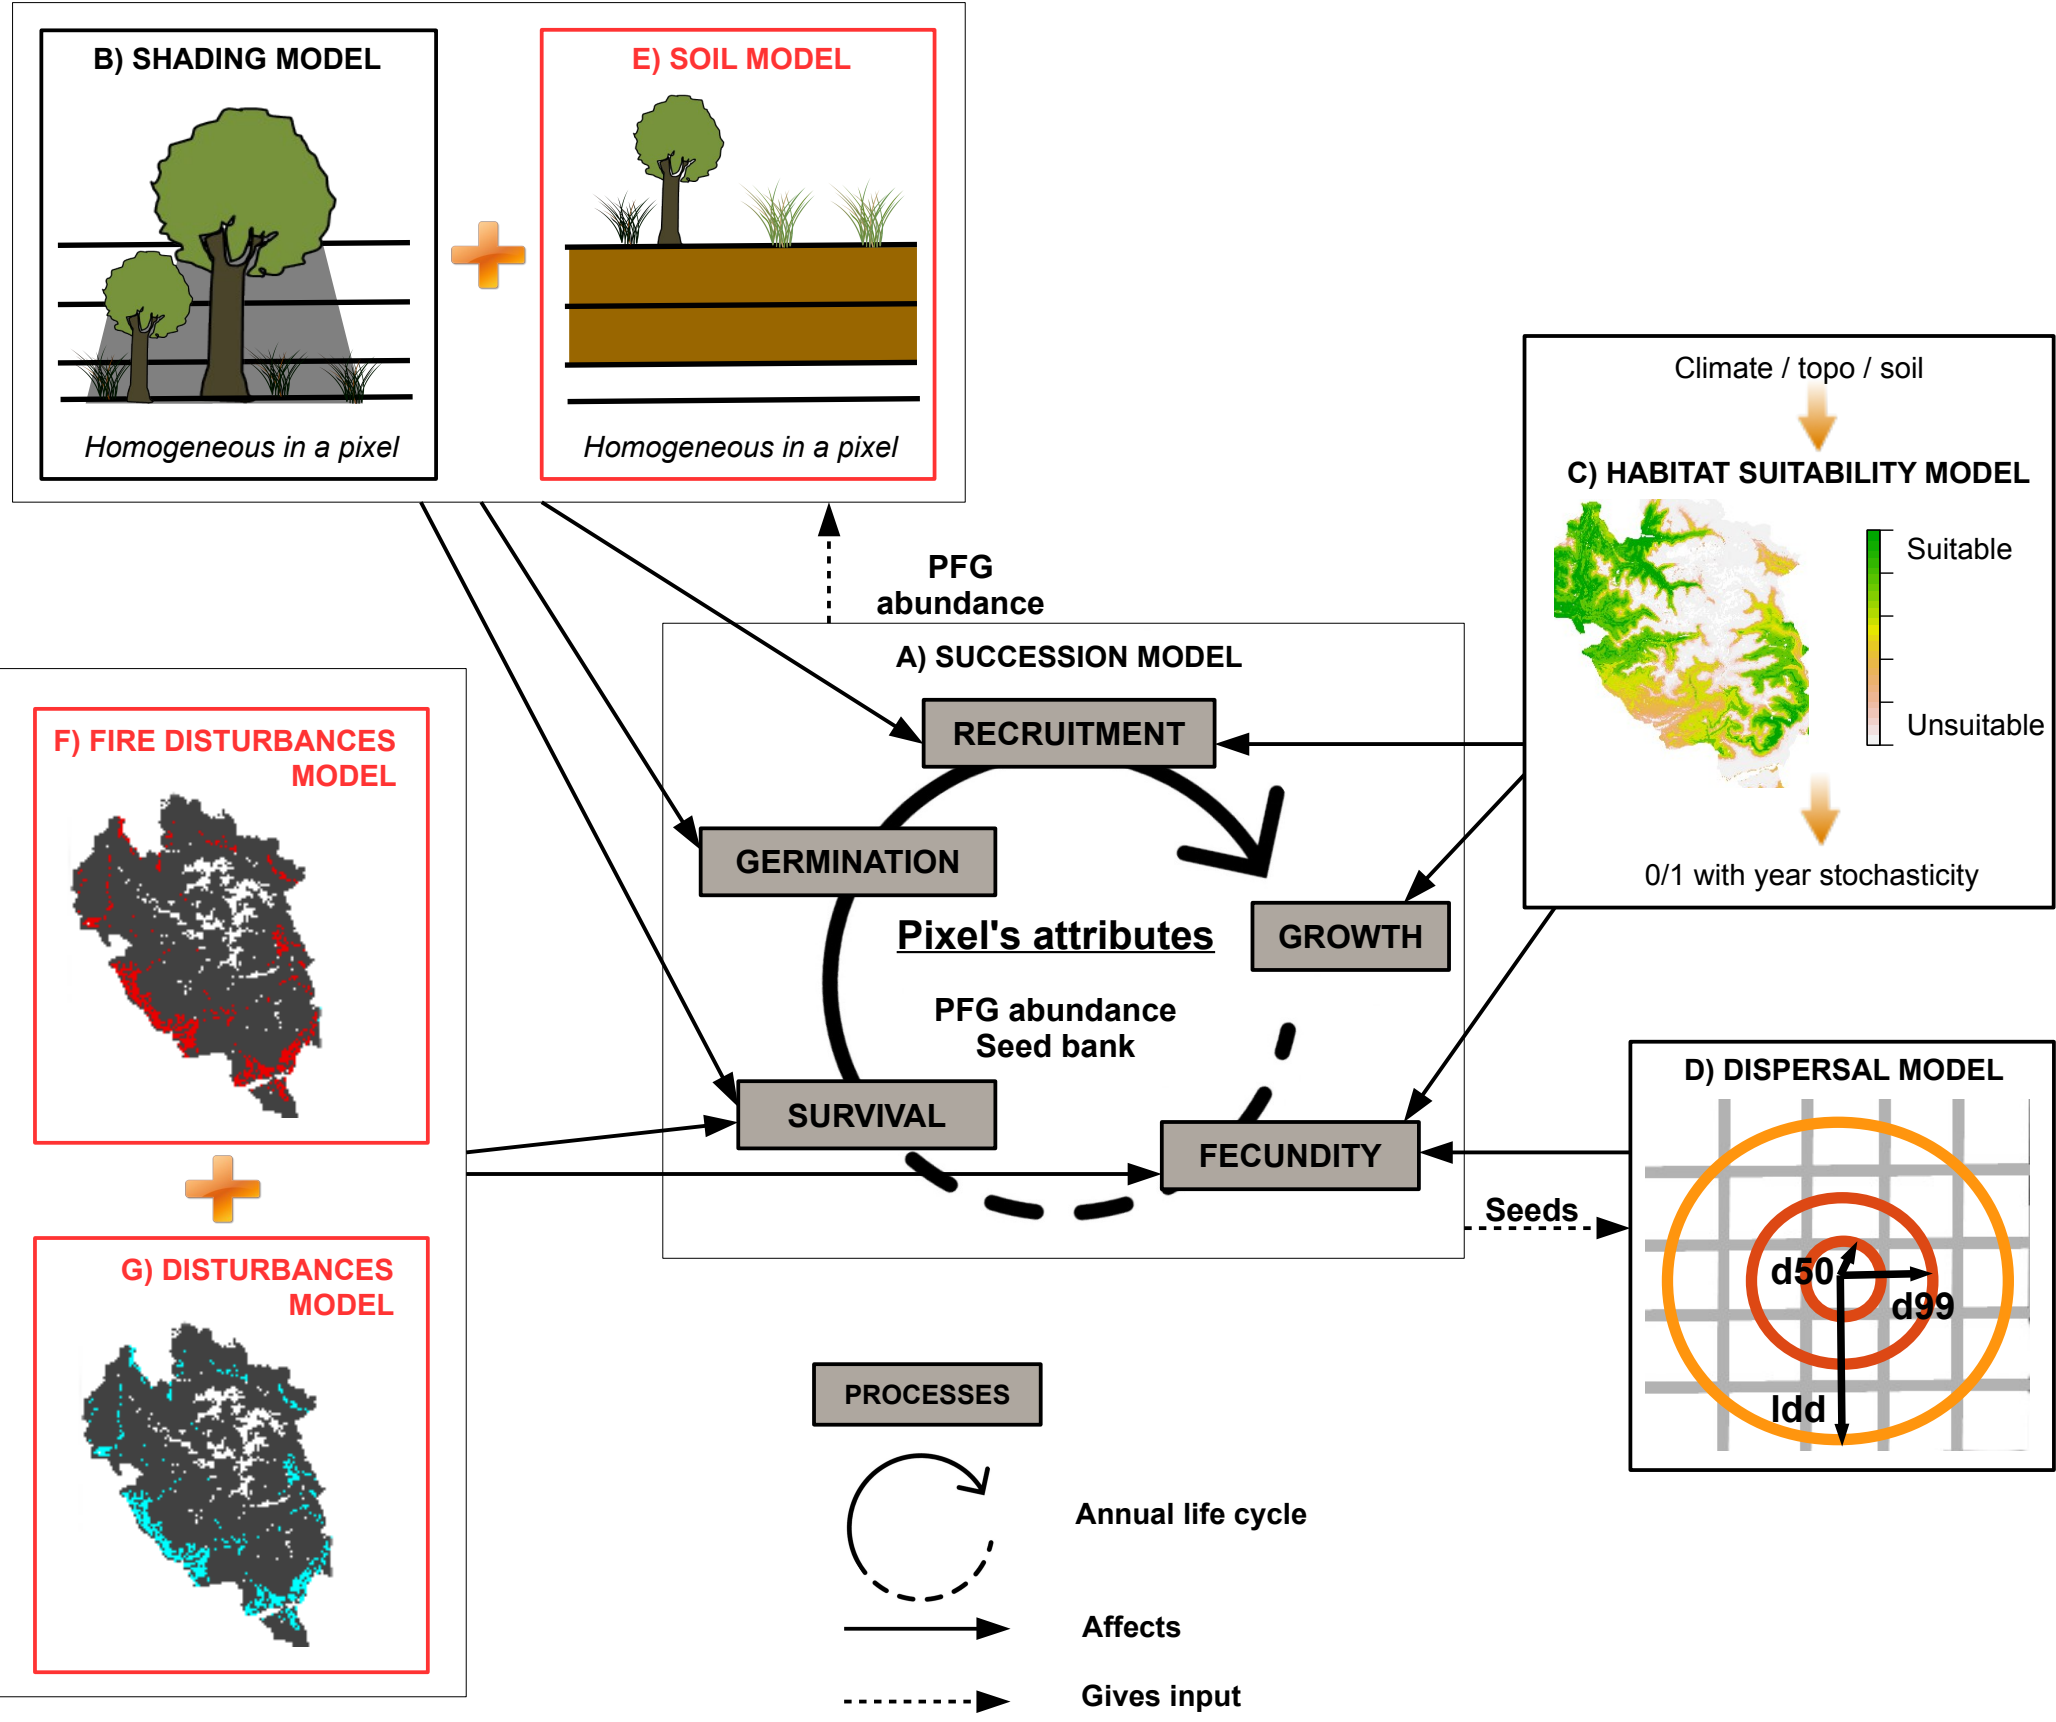 B) SHADING MODEL
Homogeneous in a pixel
E) SOIL MODEL
Homogeneous in a pixel
Climate / topo / soil
C) HABITAT SUITABILITY MODEL
Suitable
Unsuitable
0/1 with year stochasticity
PFG
abundance
A) SUCCESSION MODEL
RECRUITMENT
GERMINATION
GROWTH
Pixel's attributes
PFG abundance
Seed bank
SURVIVAL
FECUNDITY
F) FIRE DISTURBANCES
MODEL
G) DISTURBANCES
MODEL
Seeds
D) DISPERSAL MODEL
d50
d99
ldd
PROCESSES
Annual life cycle
Affects
Gives input